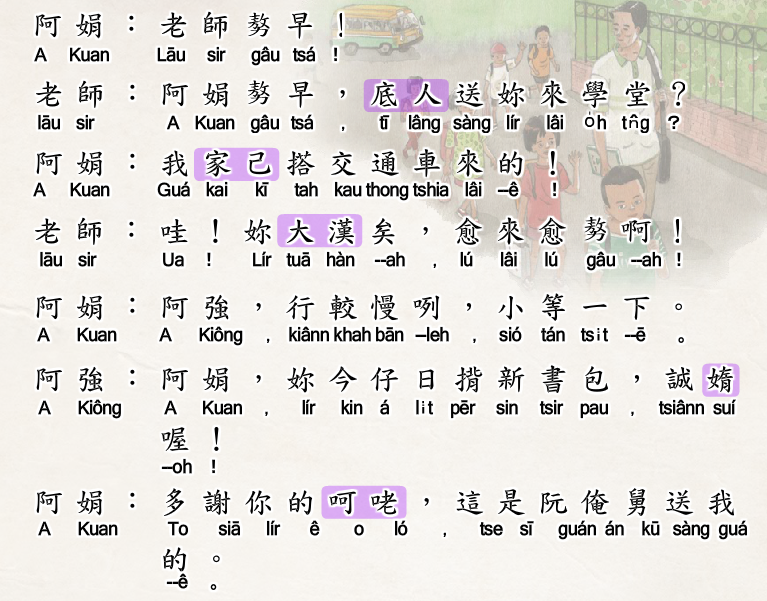 阿娟：老師勢早！
A Kuan Lāu sir gâu tsá !
老師：阿娟勢早，底人送妳來學堂？
lāu sir A Kuan gâu tsá , tī lâng sàng lír lâi o̍h tn̂g ?
阿娟：我家己搭交通車來的！
A Kuan Guá kai kī tah kau thong tshia lâi --ê !
老師：哇！妳大漢矣，愈來愈勢啊！
lāu sir Ua ! Lír tuā hàn --ah , lú lâi lú gâu --ah !
阿娟：阿強，行較慢咧，小等一下。
A Kuan A Kiông , kiânn khah bān --leh , sió tán tsi̍t --ē 。
阿強：阿娟，妳今仔日揹新書包，誠媠
A Kiông A Kuan , lír kin á li̍t pēr sin tsir pau , tsiânn suí
喔！
--oh !
阿娟：多謝你的呵咾，這是阮俺舅送我
A Kuan To siā lír ê o ló , tse sī guán án kū sàng guá
的。
--ê 。